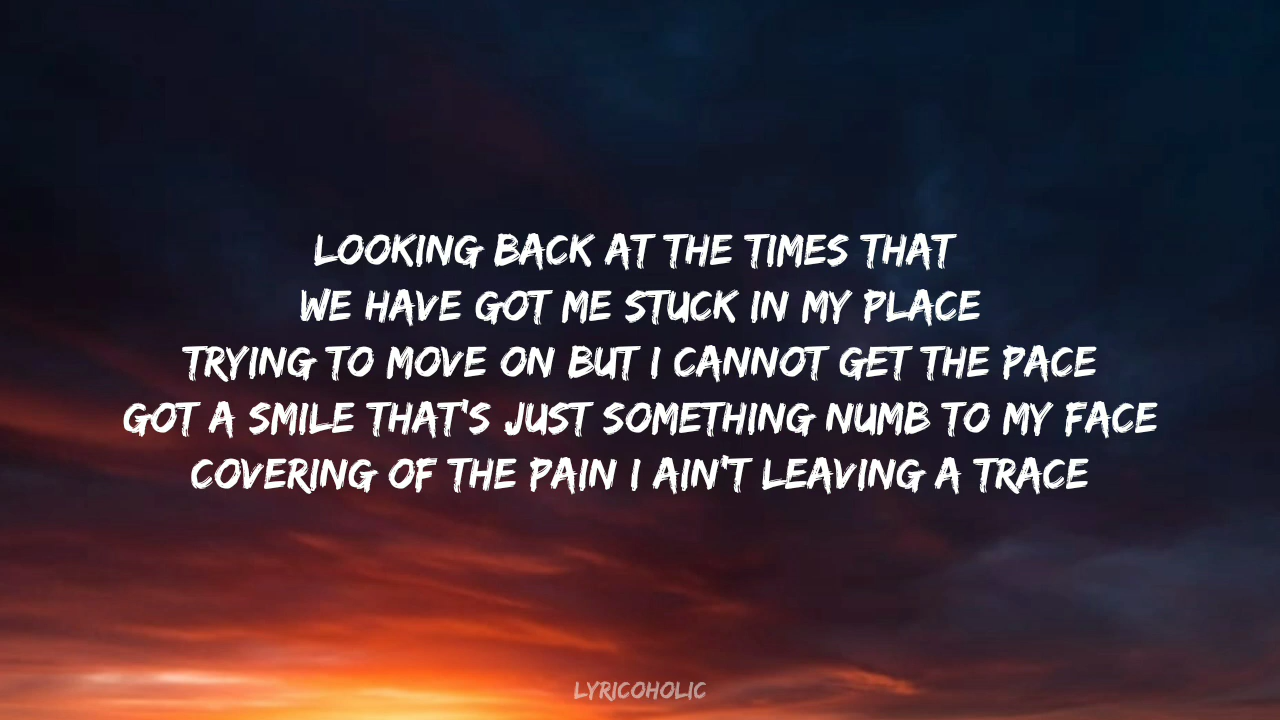 LOOKING BACK AT THE TIMES THAT
WE HAVE GOT ME STUCK IN MY PLACE
TRYING TO MOVE ON BUT I CANNOT GET THE PACE
GOT A SMILE THAT'S JUST SOMETHING NUMB TO MY FACE
COVERING OF THE PAIN I AIN'T LEAVING A TRACE
LYRICOHOLIC